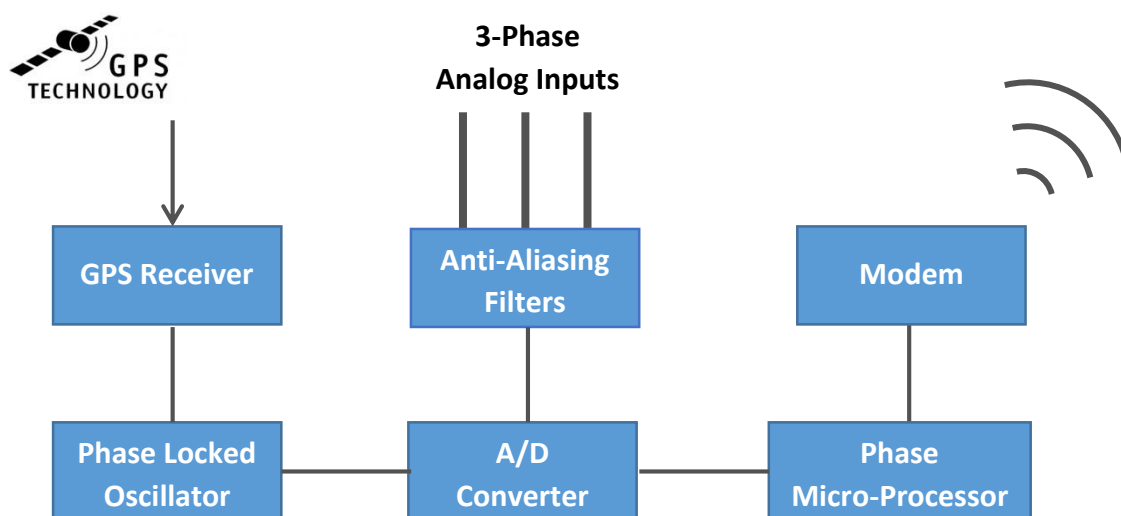 GPS
TECHNOLOGY
3-Phase
Analog Inputs
GPS Receiver
Anti-Aliasing
Filters
Modem
Phase Locked
Oscillator
A/D
Converter
Phase
Micro-Processor